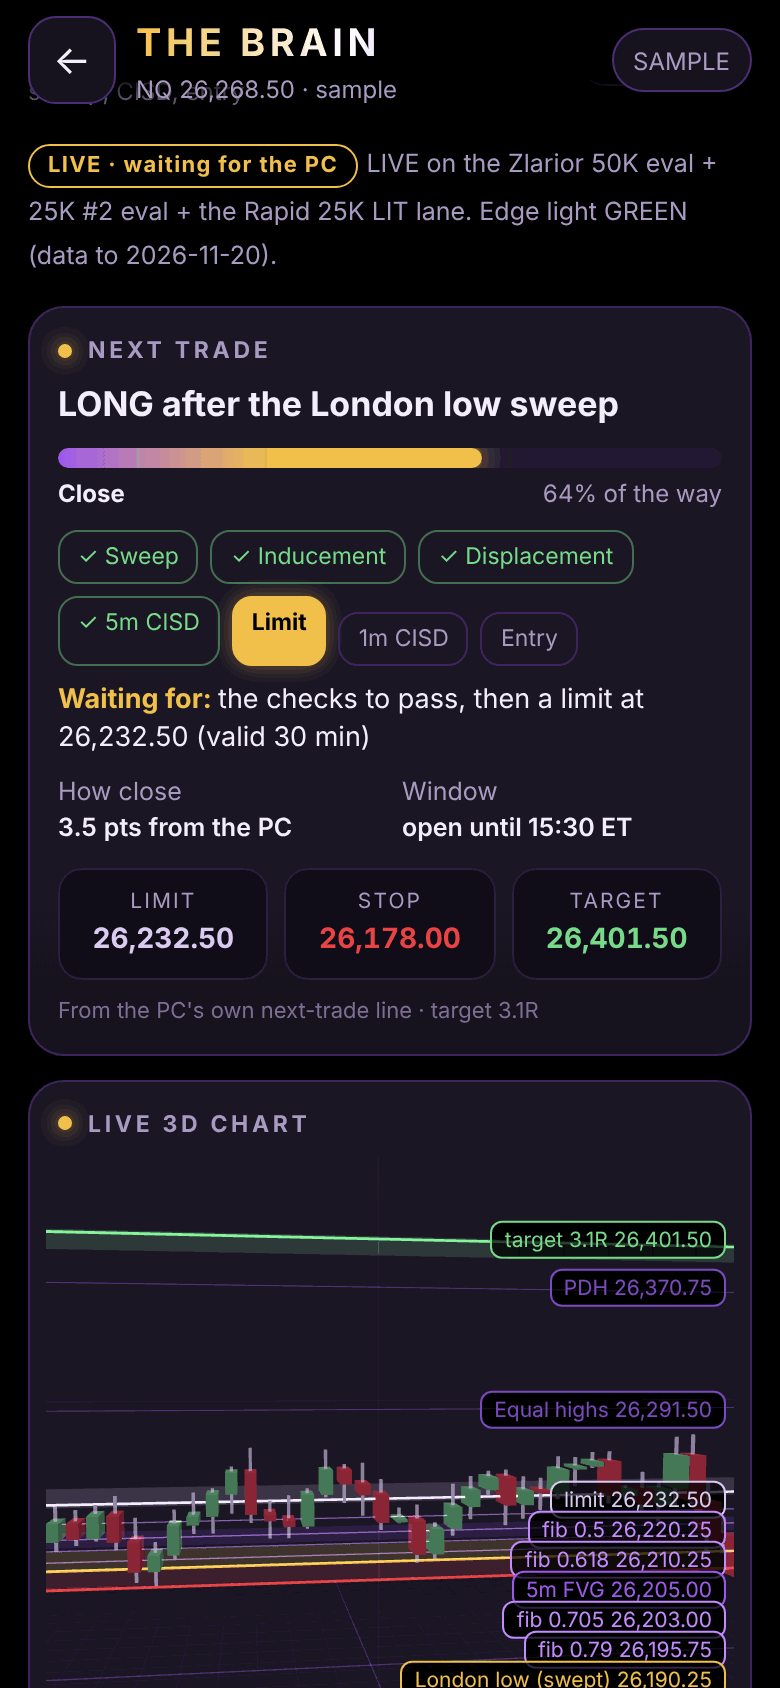 THE BRAIN
NQ 26,268.50 · sample
SAMPLE
LIVE · waiting for the PC LIVE on the Zlarior 50K eval +
25K #2 eval + the Rapid 25K LIT lane. Edge light GREEN
(data to 2026-11-20).
NEXT TRADE
LONG after the London low sweep
Close 64% of the way
✓ Sweep ✓ Inducement ✓ Displacement
✓ 5m CISD Limit 1m CISD Entry
Waiting for: the checks to pass, then a limit at
26,232.50 (valid 30 min)
How close Window
3.5 pts from the PC open until 15:30 ET
LIMIT STOP TARGET
26,232.50 26,178.00 26,401.50
From the PC's own next-trade line · target 3.1R
LIVE 3D CHART
target 3.1R 26,401.50
PDH 26,370.75
Equal highs 26,291.50
limit 26,232.50
fib 0.5 26,220.25
fib 0.618 26,210.25
5m FVG 26,205.00
fib 0.705 26,203.00
fib 0.79 26,195.75
London low (swept) 26,190.25